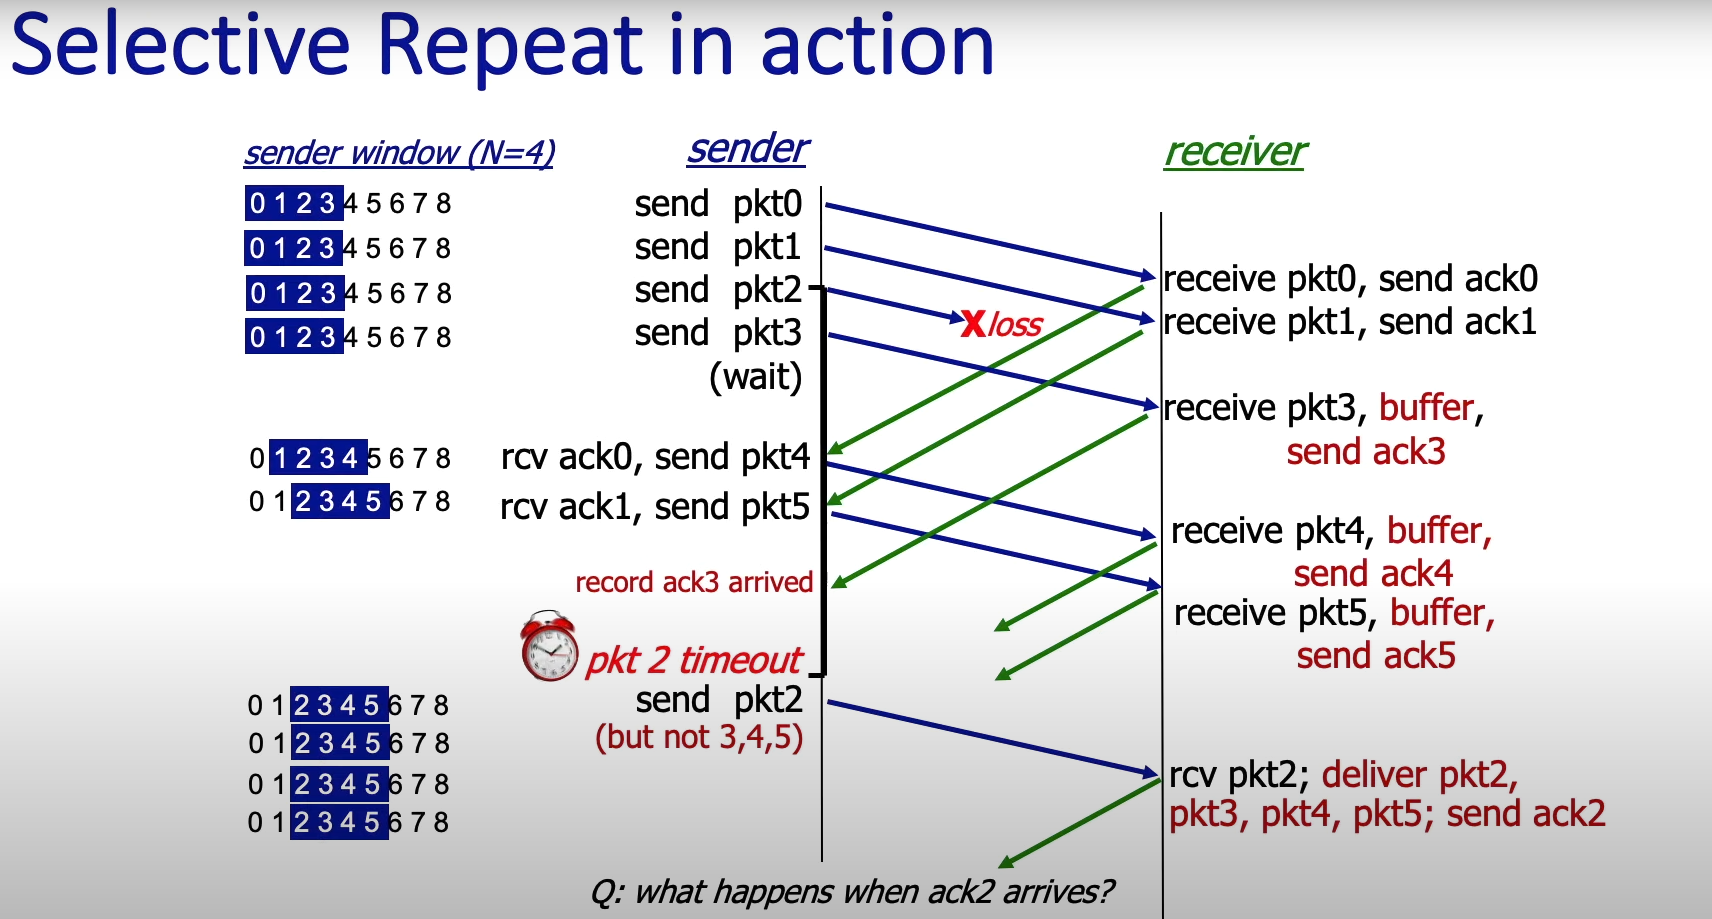 Selective Repeat in action
sender window (N=4)
sender
receiver
0 1 2 3 4 5 6 7 8
send pkt0
0 1 2 3 4 5 6 7 8
send pkt1
0 1 2 3 4 5 6 7 8
send pkt2
0 1 2 3 4 5 6 7 8
send pkt3
(wait)
X loss
receive pkt0, send ack0
receive pkt1, send ack1
receive pkt3, buffer,
send ack3
0 1 2 3 4 5 6 7 8
rcv ack0, send pkt4
0 1 2 3 4 5 6 7 8
rcv ack1, send pkt5
record ack3 arrived
receive pkt4, buffer,
send ack4
receive pkt5, buffer,
send ack5
pkt 2 timeout
0 1 2 3 4 5 6 7 8
send pkt2
0 1 2 3 4 5 6 7 8
(but not 3,4,5)
0 1 2 3 4 5 6 7 8
0 1 2 3 4 5 6 7 8
rcv pkt2; deliver pkt2,
pkt3, pkt4, pkt5; send ack2
Q: what happens when ack2 arrives?